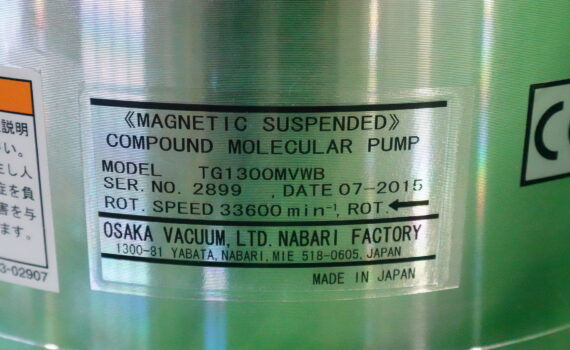 説明
い。
し人
症を負
害を与
ます。
3-02907
《MAGNETIC SUSPENDED》
COMPOUND MOLECULAR PUMP
MODEL TG1300MVWB
SER. NO. 2899 , DATE 07-2015
ROT. SPEED 33600 min⁻¹, ROT. ←
OSAKA VACUUM, LTD. NABARI FACTORY
1300-81 YABATA, NABARI, MIE 518-0605, JAPAN
MADE IN JAPAN
C